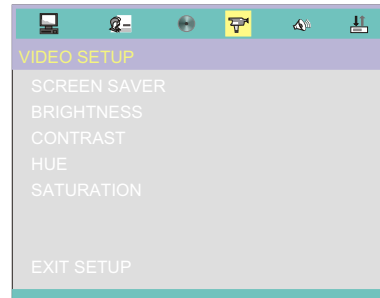 VIDEO SETUP
SCREEN SAVER
BRIGHTNESS
CONTRAST
HUE
SATURATION
EXIT SETUP